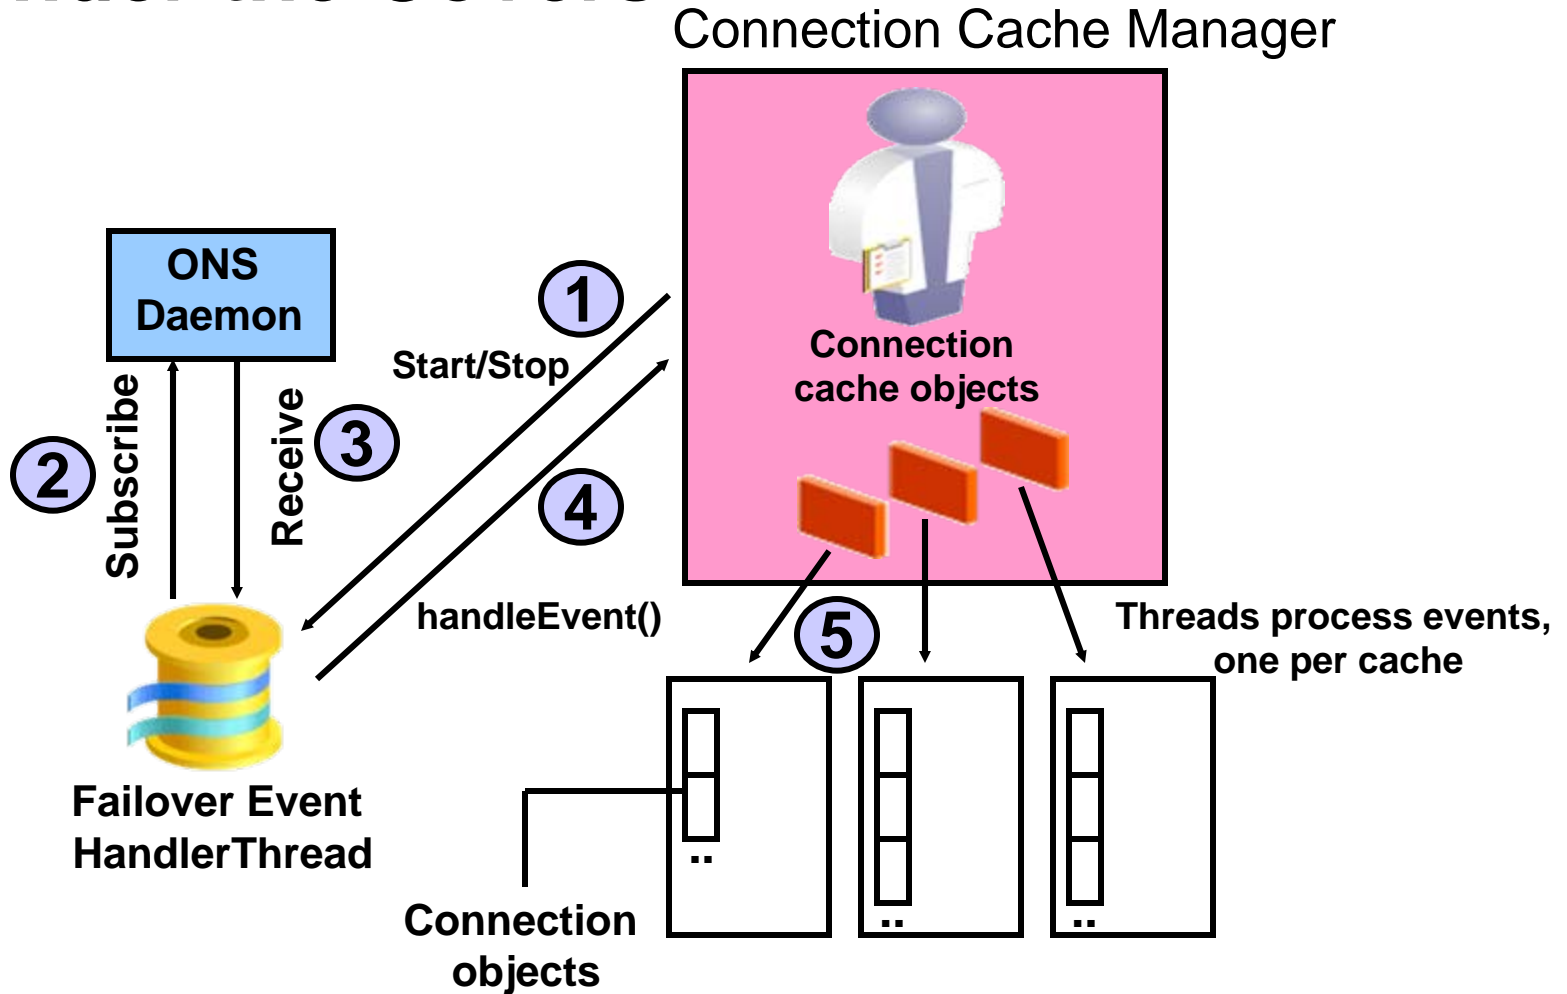 Connection Cache Manager
ONS
Daemon
1
Start/Stop
Connection
cache objects
2
Subscribe
Receive
3
4
handleEvent()
5
Threads process events,
one per cache
Failover Event
HandlerThread
..
..
..
Connection
objects